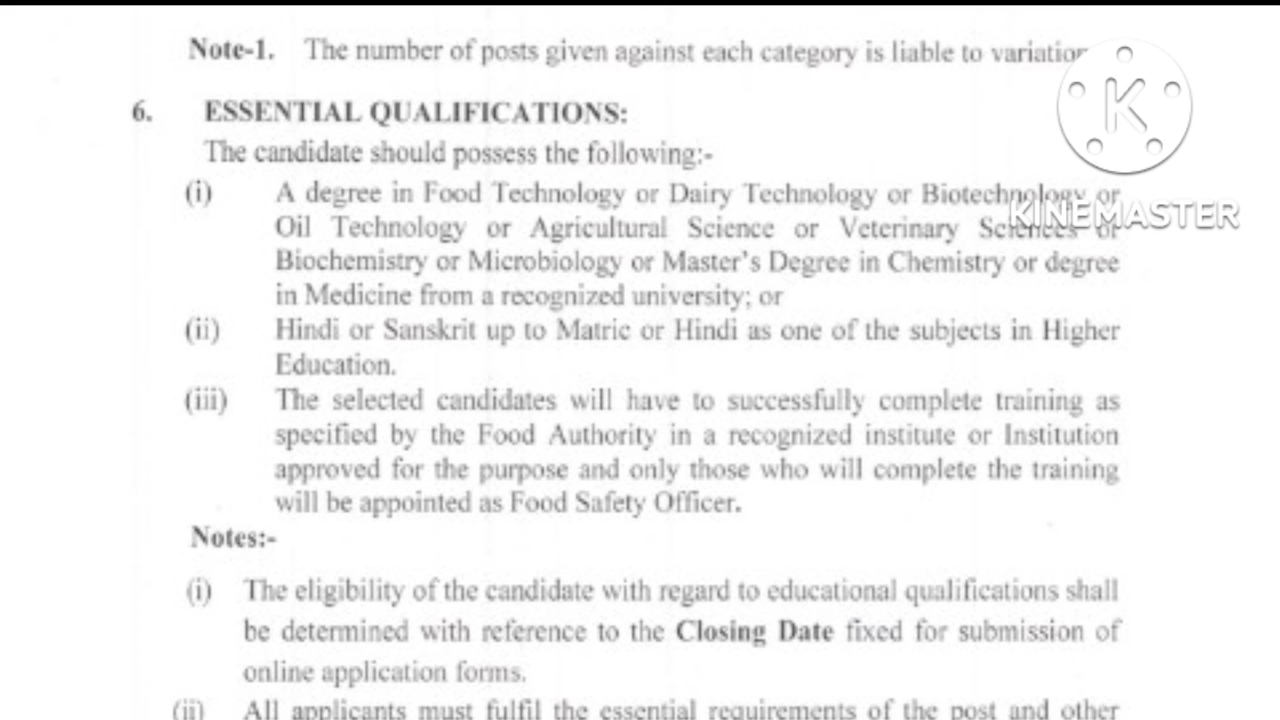 Note-1. The number of posts given against each category is liable to variation
6. ESSENTIAL QUALIFICATIONS:
The candidate should possess the following:-
(i) A degree in Food Technology or Dairy Technology or Biotechnology or
Oil Technology or Agricultural Science or Veterinary Sciences or
Biochemistry or Microbiology or Master's Degree in Chemistry or degree
in Medicine from a recognized university; or
(ii) Hindi or Sanskrit up to Matric or Hindi as one of the subjects in Higher
Education.
(iii) The selected candidates will have to successfully complete training as
specified by the Food Authority in a recognized institute or Institution
approved for the purpose and only those who will complete the training
will be appointed as Food Safety Officer.
Notes:-
(i) The eligibility of the candidate with regard to educational qualifications shall
be determined with reference to the Closing Date fixed for submission of
online application forms.
(ii) All applicants must fulfil the essential requirements of the post and other
K
KINEMASTER